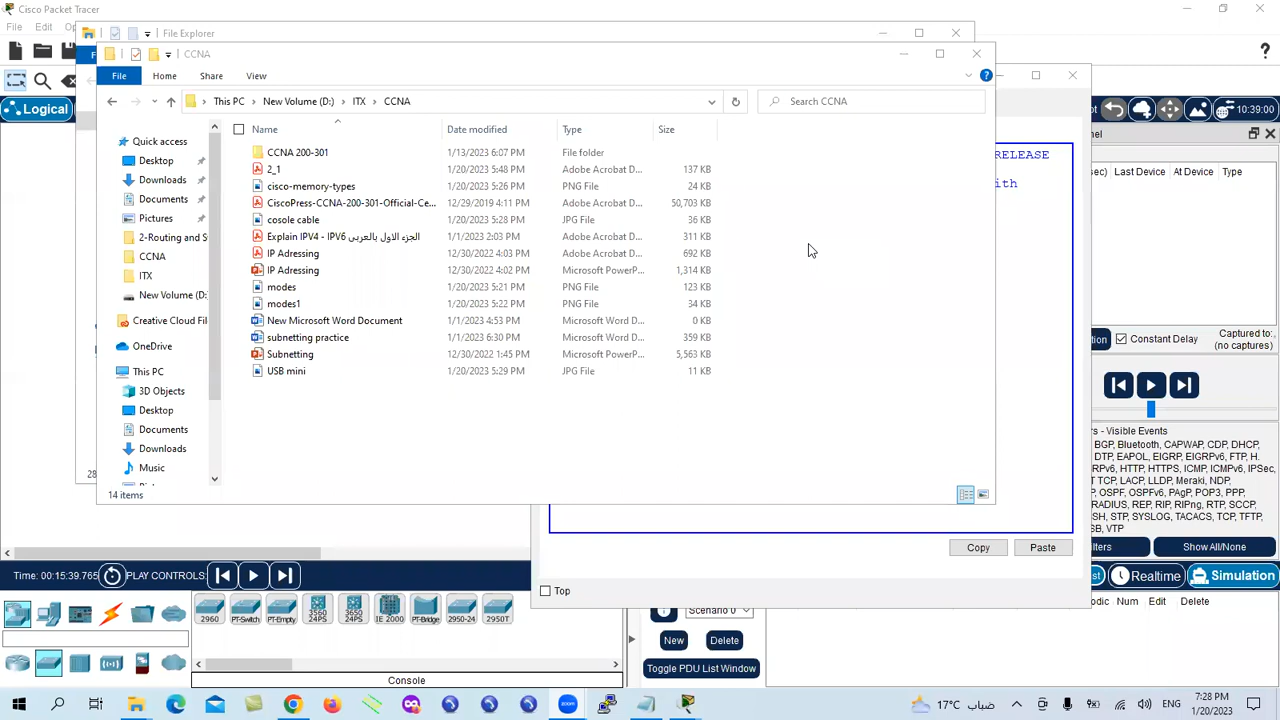 Cisco Packet Tracer
File Edit
File Explorer
CCNA
File Home Share View
Logical
This PC New Volume (D:) ITX CCNA
Search CCNA
10:39:00
Name Date modified Type Size
Quick access
Desktop
Downloads
Documents
Pictures
2-Routing and S
CCNA
ITX
New Volume (D:
Creative Cloud Fil
OneDrive
This PC
3D Objects
Desktop
Documents
Downloads
Music
CCNA 200-301 1/13/2023 6:07 PM File folder
2_1 1/20/2023 5:48 PM Adobe Acrobat D... 137 KB
cisco-memory-types 1/20/2023 5:26 PM PNG File 24 KB
CiscoPress-CCNA-200-301-Official-Ce... 12/29/2019 4:11 PM Adobe Acrobat D... 50,703 KB
cosole cable 1/20/2023 5:28 PM JPG File 36 KB
Explain IPV4 - IPV6 الجزء الاول بالعربى 1/1/2023 2:03 PM Adobe Acrobat D... 311 KB
IP Adressing 12/30/2022 4:03 PM Adobe Acrobat D... 692 KB
IP Adressing 12/30/2022 4:02 PM Microsoft PowerP... 1,314 KB
modes 1/20/2023 5:21 PM PNG File 123 KB
modes1 1/20/2023 5:22 PM PNG File 34 KB
New Microsoft Word Document 1/1/2023 4:53 PM Microsoft Word D... 0 KB
subnetting practice 1/1/2023 6:30 PM Microsoft Word D... 359 KB
Subnetting 12/30/2022 1:45 PM Microsoft PowerP... 5,563 KB
USB mini 1/20/2023 5:29 PM JPG File 11 KB
14 items
28
RELEASE
ith
nel
sec) Last Device At Device Type
Constant Delay
Captured to:
(no captures)
- Visible Events
BGP, Bluetooth, CAPWAP, CDP, DHCP,
DTP, EAPOL, EIGRP, EIGRPv6, FTP, H.
RPv6, HTTP, HTTPS, ICMP, ICMPv6, IPSec,
T TCP, LACP, LLDP, Meraki, NDP,
OSPF, OSPFv6, PAgP, POP3, PPP,
RADIUS, REP, RIP, RIPng, RTP, SCCP,
SH, STP, SYSLOG, TACACS, TCP, TFTP,
B, VTP
lters Show All/None
Copy Paste
Top
Time: 00:15:39.765 PLAY CONTROLS:
Realtime Simulation
2960 PT-Switch PT-Empty 3560 24PS 3650 24PS IE 2000 PT-Bridge 2950-24 2950T
Console
Scenario 0
New Delete
Toggle PDU List Window
odic Num Edit Delete
17°C ضباب
7:28 PM
1/20/2023